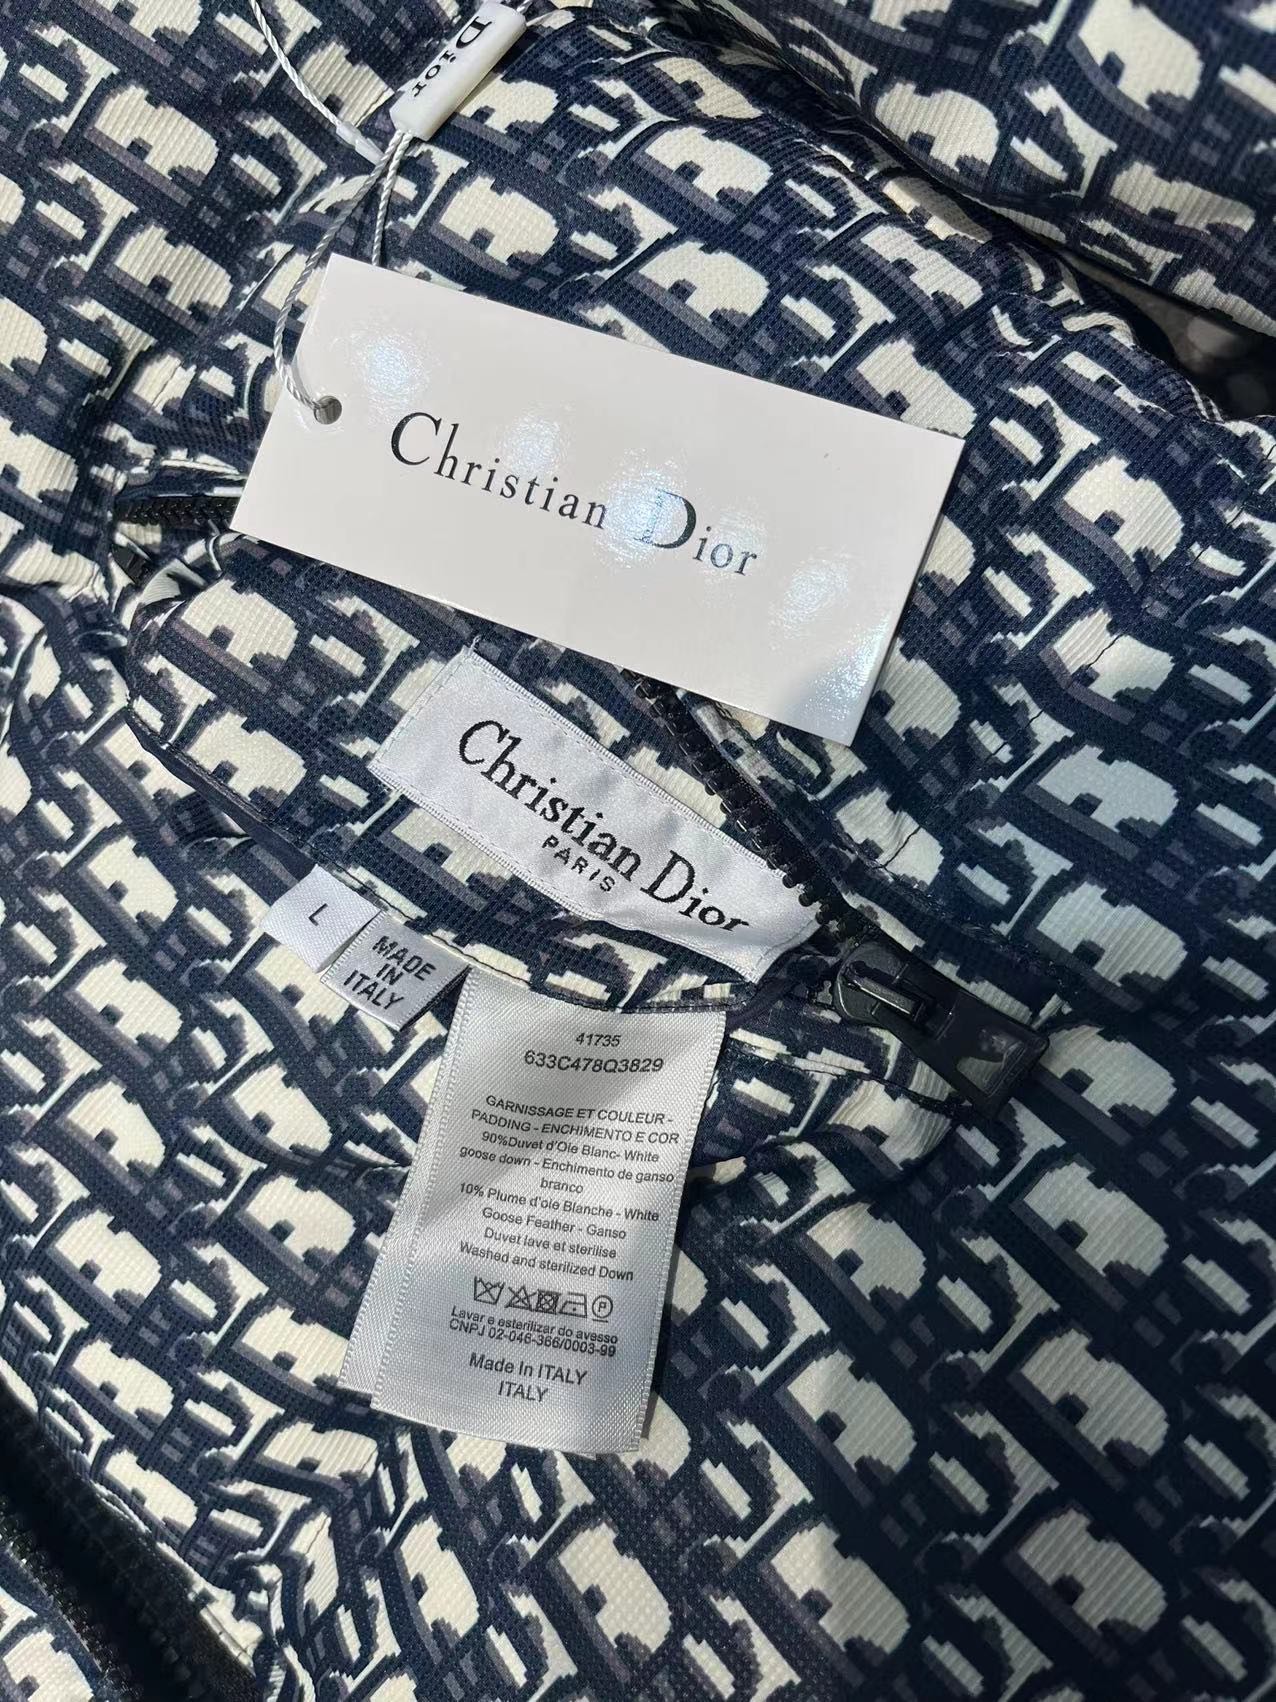 Dior
Christian Dior
Christian Dior
PARIS
L
MADE
IN
ITALY
41735
633C478Q3829
GARNISSAGE ET COULEUR -
PADDING - ENCHIMENTO E COR
90%Duvet d'Oie Blanc- White
goose down - Enchimento de ganso
branco
10% Plume d'oie Blanche - White
Goose Feather - Ganso
Duvet lave et sterilise
Washed and sterilized Down
P
Lavar e esterilizar do avesso
CNPJ 02-046-366/0003-99
Made In ITALY
ITALY